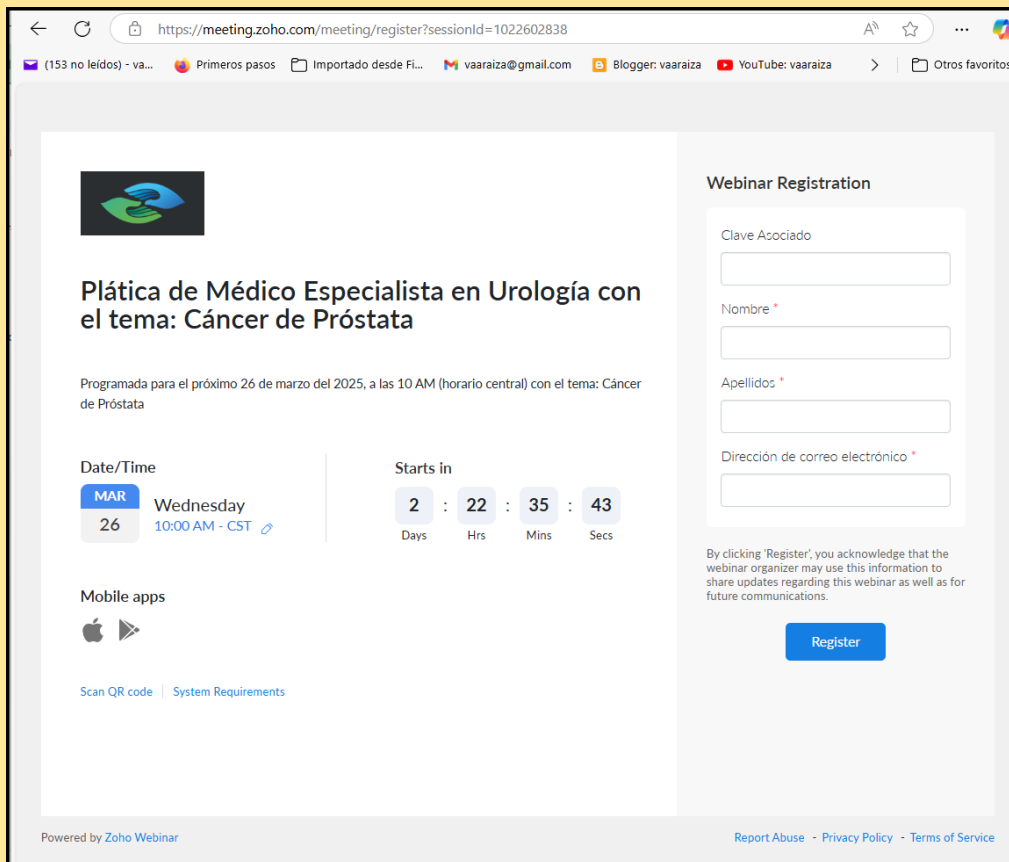 https://meeting.zoho.com/meeting/register?sessionId=1022602838
(153 no leídos) - va...
Primeros pasos
Importado desde Fi...
vaaraiza@gmail.com
Blogger: vaaraiza
YouTube: vaaraiza
Otros favoritos
Plática de Médico Especialista en Urología con
el tema: Cáncer de Próstata
Programada para el próximo 26 de marzo del 2025, a las 10 AM (horario central) con el tema: Cáncer
de Próstata
Date/Time
MAR
26
Wednesday
10:00 AM - CST
Starts in
2 : 22 : 35 : 43
Days Hrs Mins Secs
Mobile apps
Scan QR code
System Requirements
Webinar Registration
Clave Asociado
Nombre *
Apellidos *
Dirección de correo electrónico *
By clicking 'Register', you acknowledge that the
webinar organizer may use this information to
share updates regarding this webinar as well as for
future communications.
Register
Powered by Zoho Webinar
Report Abuse - Privacy Policy - Terms of Service